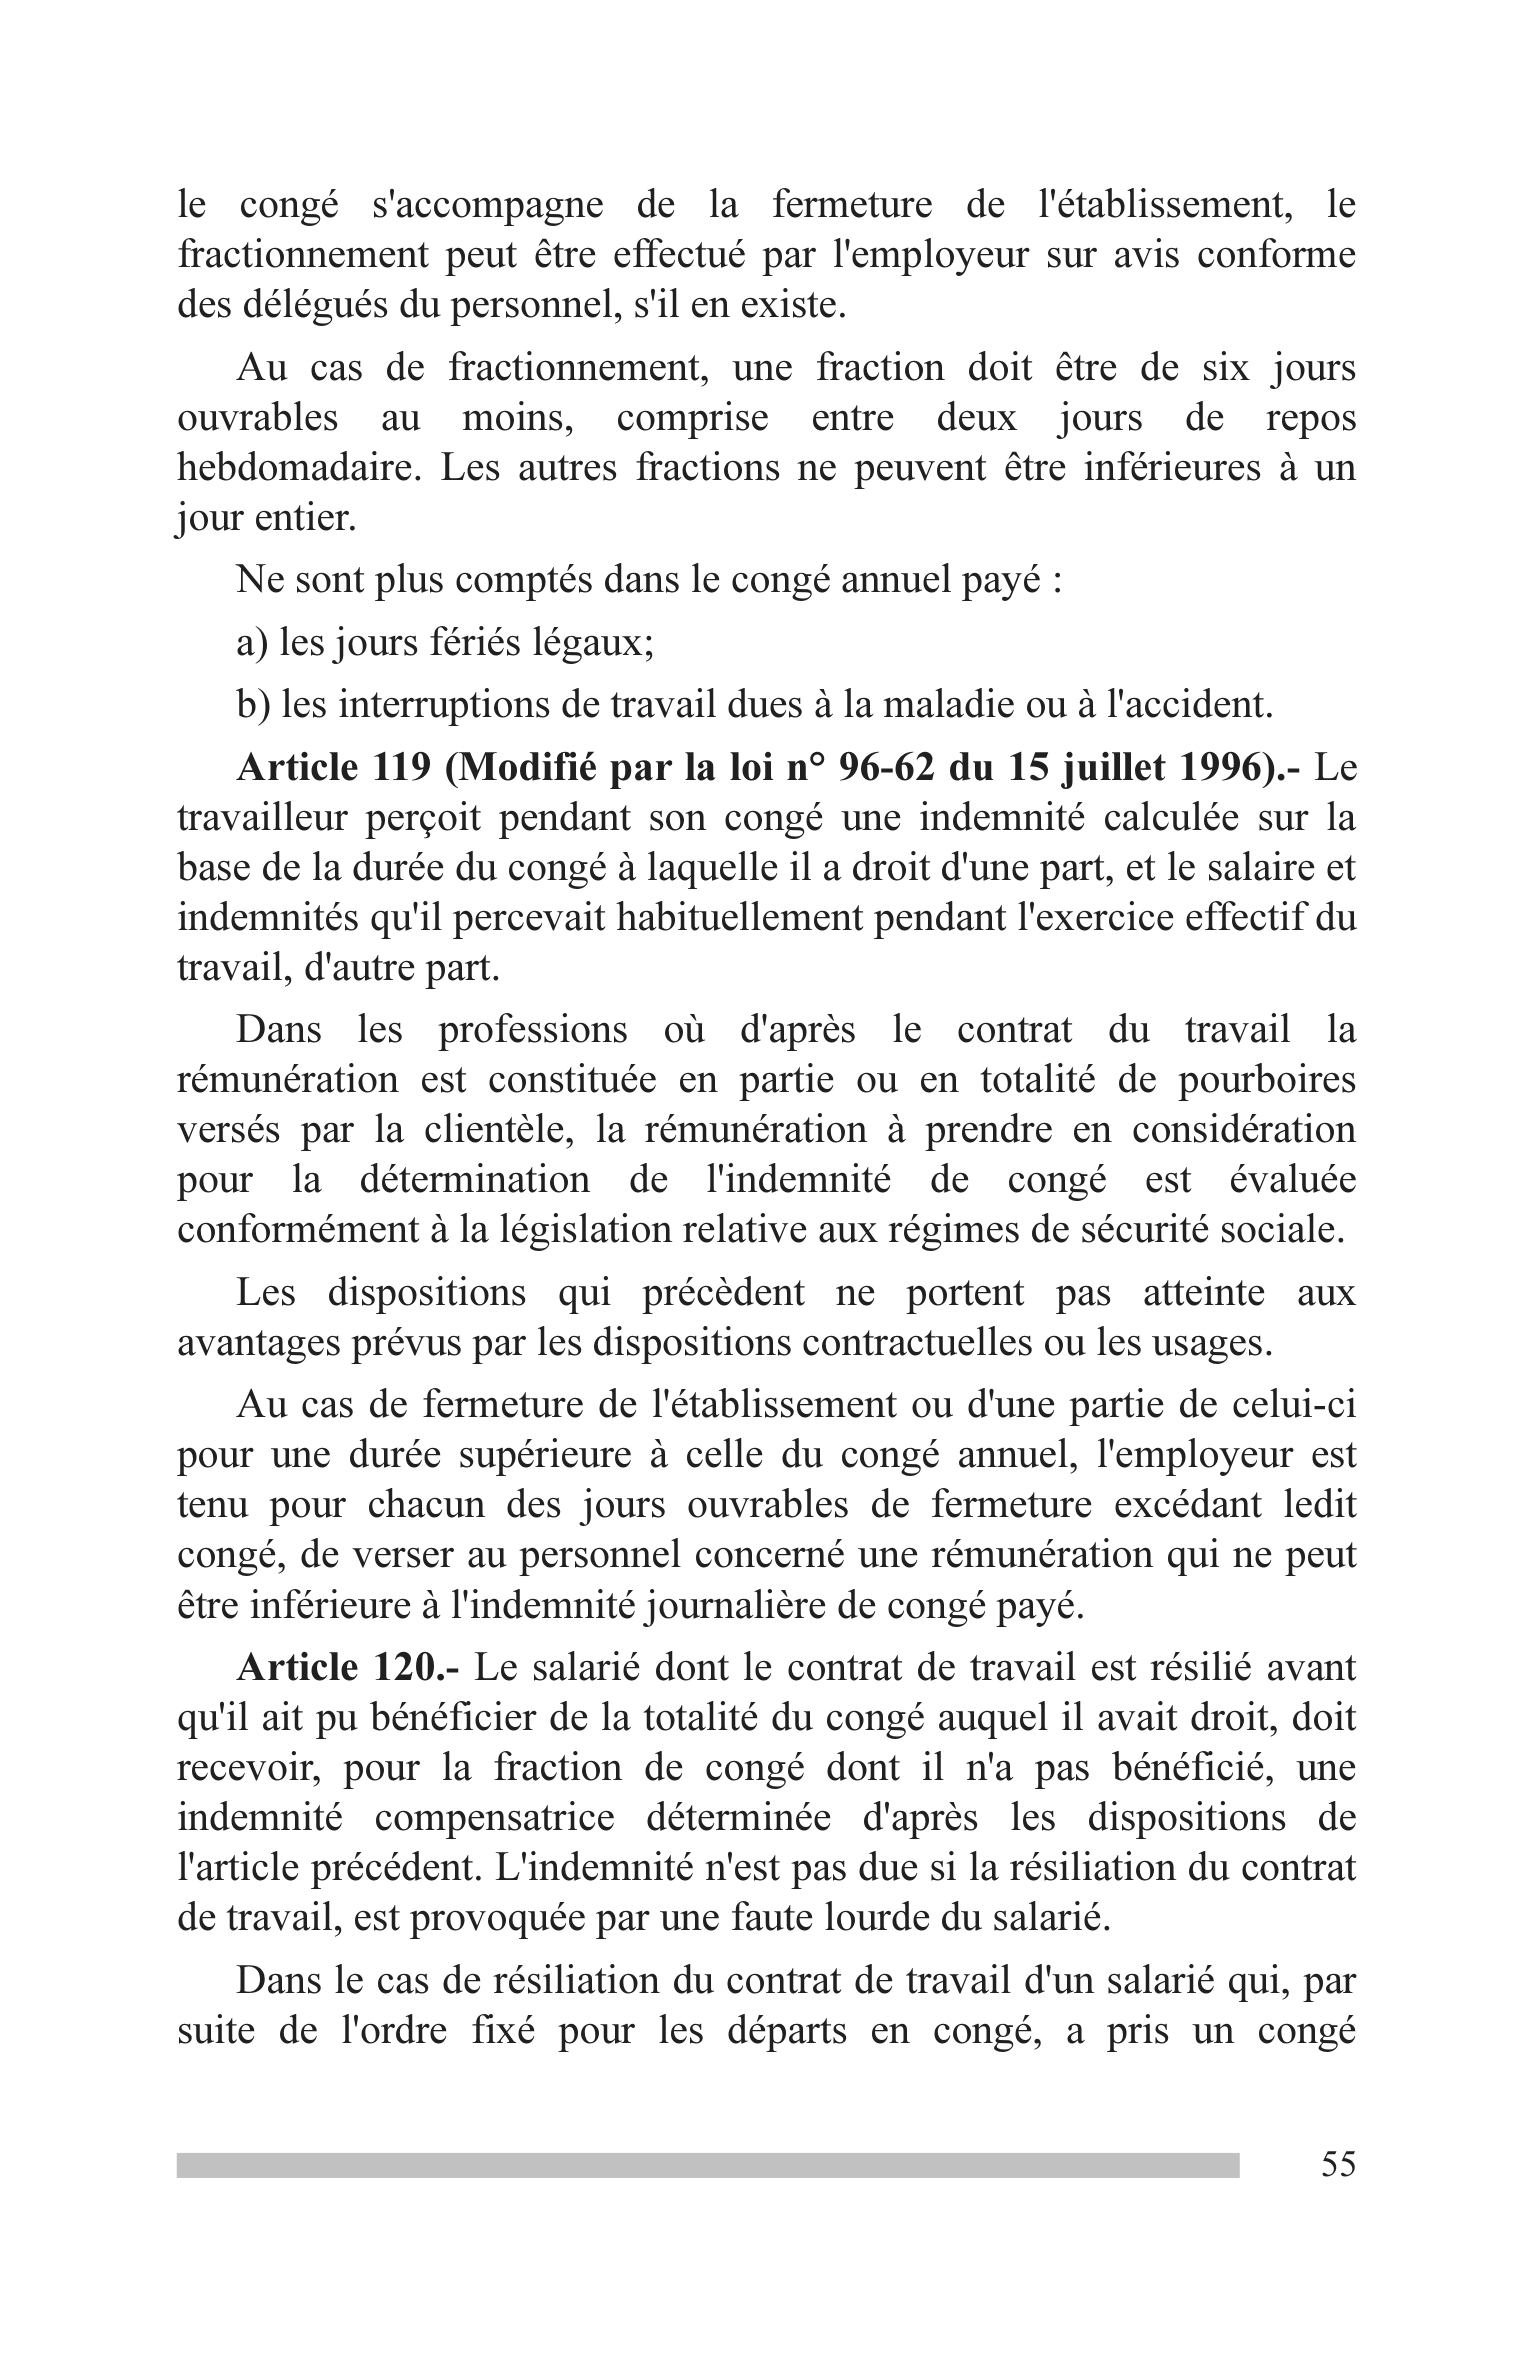 le congé s'accompagne de la fermeture de l'établissement, le
fractionnement peut être effectué par l'employeur sur avis conforme
des délégués du personnel, s'il en existe.
Au cas de fractionnement, une fraction doit être de six jours
ouvrables au moins, comprise entre deux jours de repos
hebdomadaire. Les autres fractions ne peuvent être inférieures à un
jour entier.
Ne sont plus comptés dans le congé annuel payé :
a) les jours fériés légaux;
b) les interruptions de travail dues à la maladie ou à l'accident.
Article 119 (Modifié par la loi n° 96-62 du 15 juillet 1996).- Le
travailleur perçoit pendant son congé une indemnité calculée sur la
base de la durée du congé à laquelle il a droit d'une part, et le salaire et
indemnités qu'il percevait habituellement pendant l'exercice effectif du
travail, d'autre part.
Dans les professions où d'après le contrat du travail la
rémunération est constituée en partie ou en totalité de pourboires
versés par la clientèle, la rémunération à prendre en considération
pour la détermination de l'indemnité de congé est évaluée
conformément à la législation relative aux régimes de sécurité sociale.
Les dispositions qui précèdent ne portent pas atteinte aux
avantages prévus par les dispositions contractuelles ou les usages.
Au cas de fermeture de l'établissement ou d'une partie de celui-ci
pour une durée supérieure à celle du congé annuel, l'employeur est
tenu pour chacun des jours ouvrables de fermeture excédant ledit
congé, de verser au personnel concerné une rémunération qui ne peut
être inférieure à l'indemnité journalière de congé payé.
Article 120.- Le salarié dont le contrat de travail est résilié avant
qu'il ait pu bénéficier de la totalité du congé auquel il avait droit, doit
recevoir, pour la fraction de congé dont il n'a pas bénéficié, une
indemnité compensatrice déterminée d'après les dispositions de
l'article précédent. L'indemnité n'est pas due si la résiliation du contrat
de travail, est provoquée par une faute lourde du salarié.
Dans le cas de résiliation du contrat de travail d'un salarié qui, par
suite de l'ordre fixé pour les départs en congé, a pris un congé
55